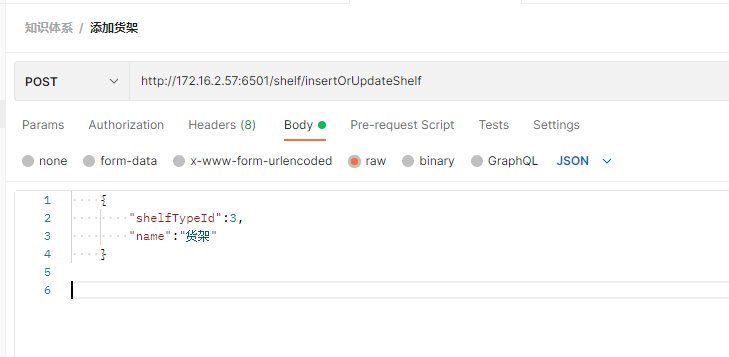 知识体系 / 添加货架
POST http://172.16.2.57:6501/shelf/insertOrUpdateShelf
Params Authorization Headers (8) Body Pre-request Script Tests Settings
none form-data x-www-form-urlencoded raw binary GraphQL JSON
1 {
2 "shelfTypeId":3,
3 "name":"货架"
4 }
5
6